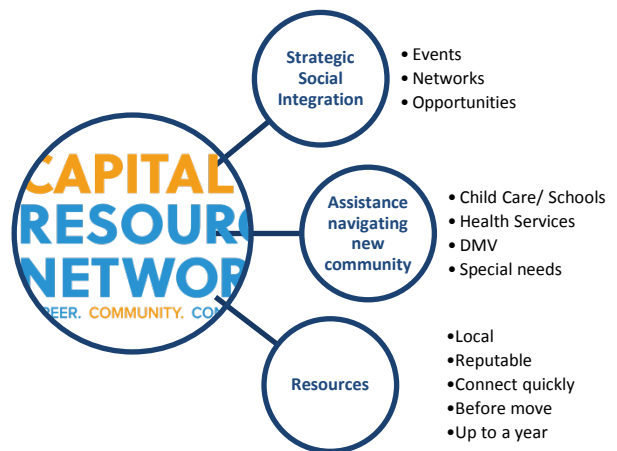 Strategic
Social
Integration
• Events
• Networks
• Opportunities
CAPITAL
RESOUR
NETWOR
EER. COMMUNITY. CON
Assistance
navigating
new
community
• Child Care/ Schools
• Health Services
• DMV
• Special needs
Resources
•Local
•Reputable
•Connect quickly
•Before move
•Up to a year